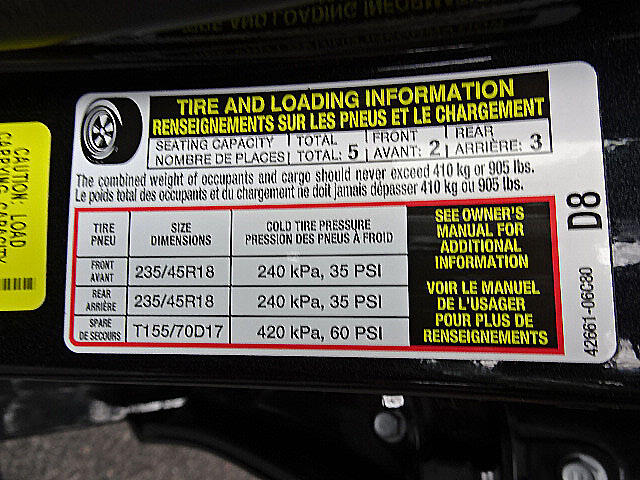 TIRE AND LOADING INFORMATION
RENSEIGNEMENTS SUR LES PNEUS ET LE CHARGEMENT
SEATING CAPACITY TOTAL FRONT REAR
NOMBRE DE PLACES TOTAL: 5 AVANT: 2 ARRIÈRE: 3
The combined weight of occupants and cargo should never exceed 410 kg or 905 lbs.
Le poids total des occupants et du chargement ne doit jamais dépasser 410 kg ou 905 lbs.
TIRE SIZE COLD TIRE PRESSURE
PNEU DIMENSIONS PRESSION DES PNEUS À FROID
FRONT
AVANT 235/45R18 240 kPa, 35 PSI
REAR
ARRIÈRE 235/45R18 240 kPa, 35 PSI
SPARE
DE SECOURS T155/70D17 420 kPa, 60 PSI
SEE OWNER'S
MANUAL FOR
ADDITIONAL
INFORMATION
VOIR LE MANUEL
DE L'USAGER
POUR PLUS DE
RENSEIGNEMENTS
D8
42661-06C80
CAUTION: LOAD
CARRYING CAPACITY